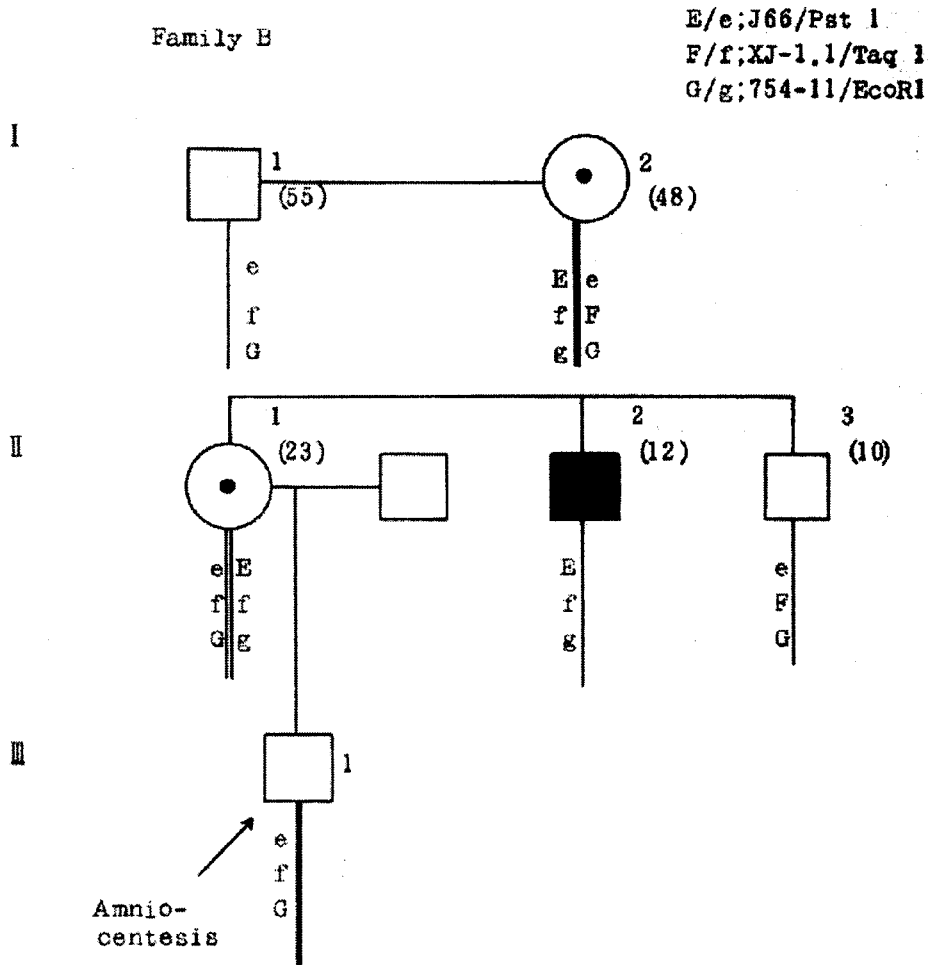 Family B
E/e;J66/Pst 1
F/f;XJ-1.1/Taq 1
G/g;754-11/EcoR1
I
1
(55)
2
(48)
e
f
G
E e
f F
g G
II
1
(23)
2
(12)
3
(10)
e E
f f
G g
E
f
g
e
F
G
III
1
e
f
G
Amnio-
centesis